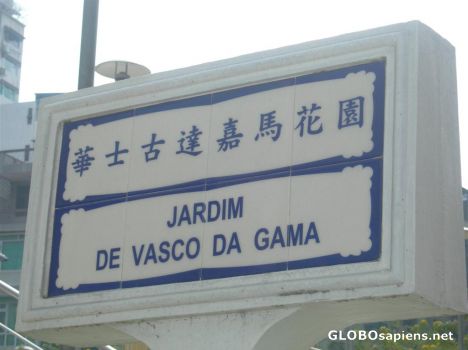 華士古達嘉馬花園
JARDIM
DE VASCO DA GAMA
GLOBOsapiens.net